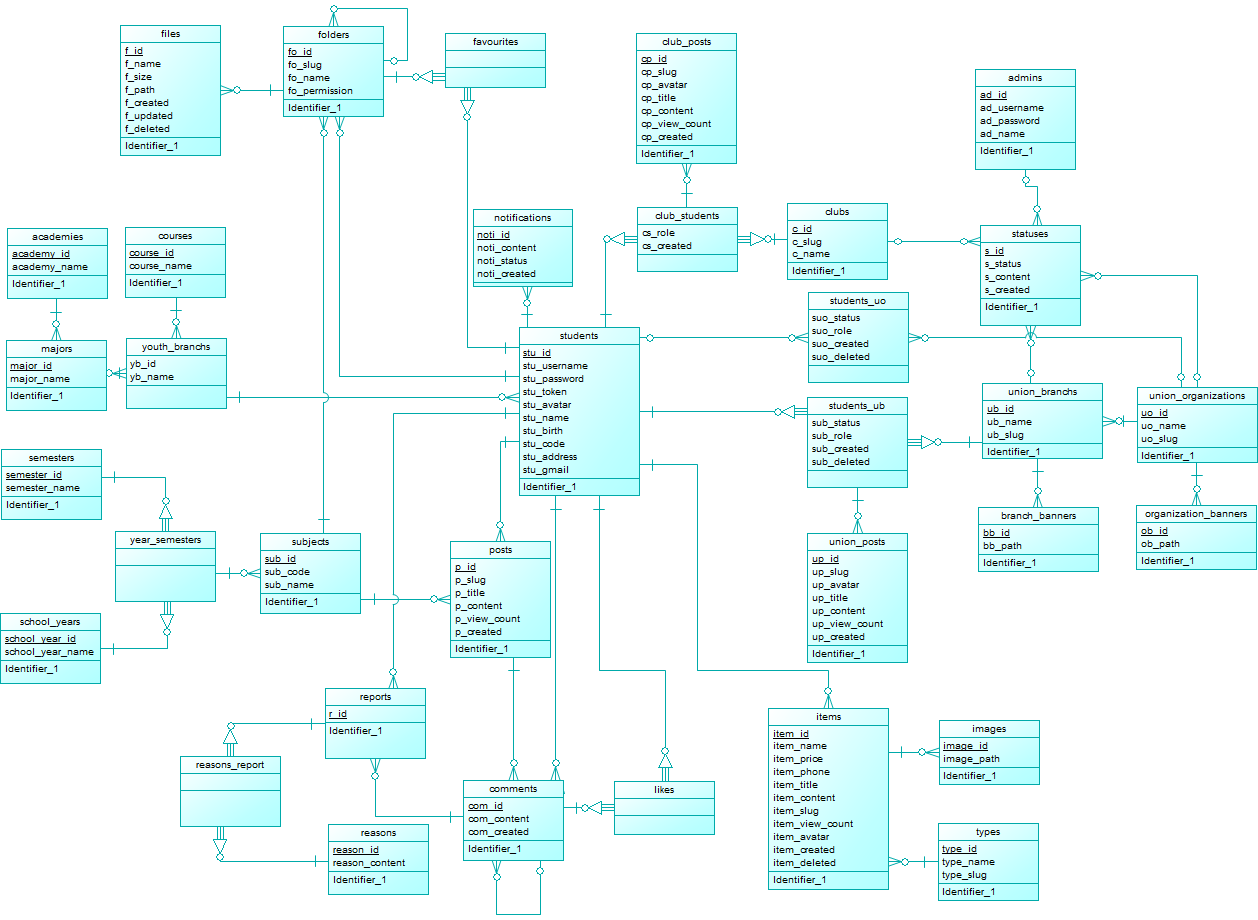 files
f_id
f_name
f_size
f_path
f_created
f_updated
f_deleted
Identifier_1
folders
fo_id
fo_slug
fo_name
fo_permission
Identifier_1
favourites
club_posts
cp_id
cp_slug
cp_avatar
cp_title
cp_content
cp_view_count
cp_created
Identifier_1
admins
ad_id
ad_username
ad_password
ad_name
Identifier_1
academies
academy_id
academy_name
Identifier_1
courses
course_id
course_name
Identifier_1
notifications
noti_id
noti_content
noti_status
noti_created
club_students
cs_role
cs_created
clubs
c_id
c_slug
c_name
Identifier_1
statuses
s_id
s_status
s_content
s_created
Identifier_1
majors
major_id
major_name
Identifier_1
youth_branchs
yb_id
yb_name
students
stu_id
stu_username
stu_password
stu_token
stu_avatar
stu_name
stu_birth
stu_code
stu_address
stu_gmail
Identifier_1
students_uo
suo_status
suo_role
suo_created
suo_deleted
students_ub
sub_status
sub_role
sub_created
sub_deleted
union_branchs
ub_id
ub_name
ub_slug
Identifier_1
union_organizations
uo_id
uo_name
uo_slug
Identifier_1
semesters
semester_id
semester_name
Identifier_1
year_semesters
subjects
sub_id
sub_code
sub_name
Identifier_1
posts
p_id
p_slug
p_title
p_content
p_view_count
p_created
Identifier_1
union_posts
up_id
up_slug
up_avatar
up_title
up_content
up_view_count
up_created
Identifier_1
branch_banners
bb_id
bb_path
Identifier_1
organization_banners
ob_id
ob_path
Identifier_1
school_years
school_year_id
school_year_name
Identifier_1
reports
r_id
Identifier_1
reasons_report
reasons
reason_id
reason_content
Identifier_1
comments
com_id
com_content
com_created
Identifier_1
likes
items
item_id
item_name
item_price
item_phone
item_title
item_content
item_slug
item_view_count
item_avatar
item_created
item_deleted
Identifier_1
images
image_id
image_path
Identifier_1
types
type_id
type_name
type_slug
Identifier_1